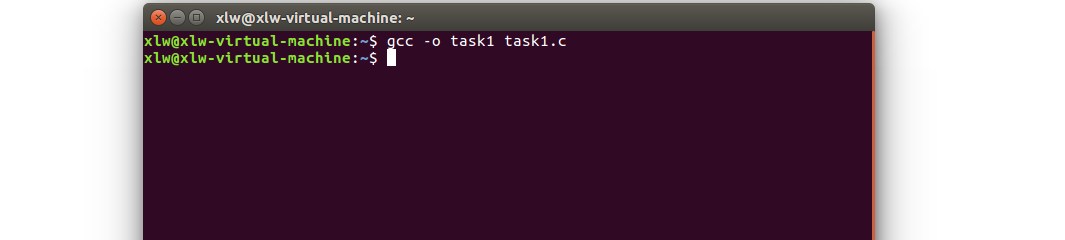 xlw@xlw-virtual-machine: ~
xlw@xlw-virtual-machine:~$ gcc -o task1 task1.c
xlw@xlw-virtual-machine:~$